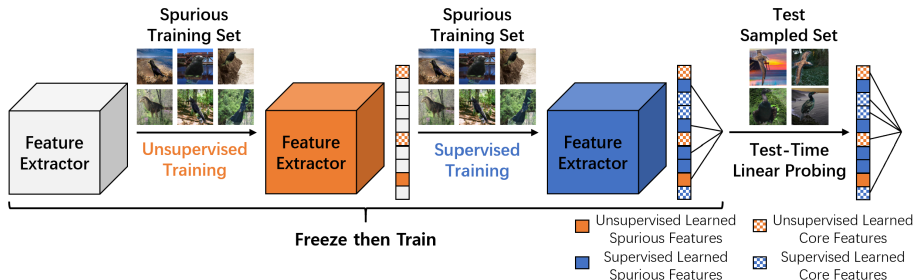 Spurious
Training Set
Spurious
Training Set
Test
Sampled Set
Feature
Extractor
Unsupervised
Training
Feature
Extractor
Supervised
Training
Feature
Extractor
Test-Time
Linear Probing
Freeze then Train
Unsupervised Learned
Spurious Features
Unsupervised Learned
Core Features
Supervised Learned
Spurious Features
Supervised Learned
Core Features